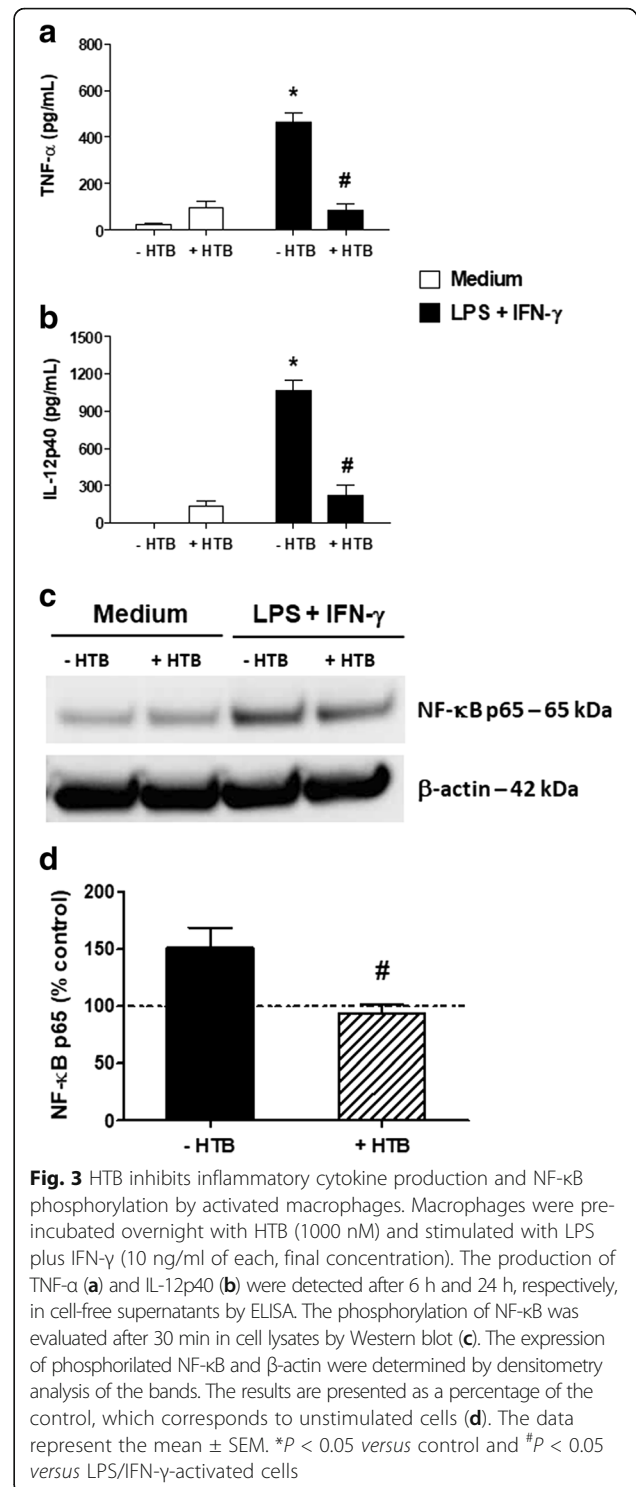 a
800
600
400
200
0
TNF-α (pg/mL)
*
#
- HTB + HTB - HTB + HTB
Medium
LPS + IFN-γ
b
1500
1200
900
600
300
0
IL-12p40 (pg/mL)
*
#
- HTB + HTB - HTB + HTB
c
Medium LPS + IFN-γ
- HTB + HTB - HTB + HTB
NF-κB p65 – 65 kDa
β-actin – 42 kDa
d
200
150
100
50
0
NF-κB p65 (% control)
#
- HTB + HTB
Fig. 3 HTB inhibits inflammatory cytokine production and NF-κB
phosphorylation by activated macrophages. Macrophages were pre-
incubated overnight with HTB (1000 nM) and stimulated with LPS
plus IFN-γ (10 ng/ml of each, final concentration). The production of
TNF-α (a) and IL-12p40 (b) were detected after 6 h and 24 h, respectively,
in cell-free supernatants by ELISA. The phosphorylation of NF-κB was
evaluated after 30 min in cell lysates by Western blot (c). The expression
of phosphorilated NF-κB and β-actin were determined by densitometry
analysis of the bands. The results are presented as a percentage of the
control, which corresponds to unstimulated cells (d). The data
represent the mean ± SEM. *P < 0.05 versus control and #P < 0.05
versus LPS/IFN-γ-activated cells